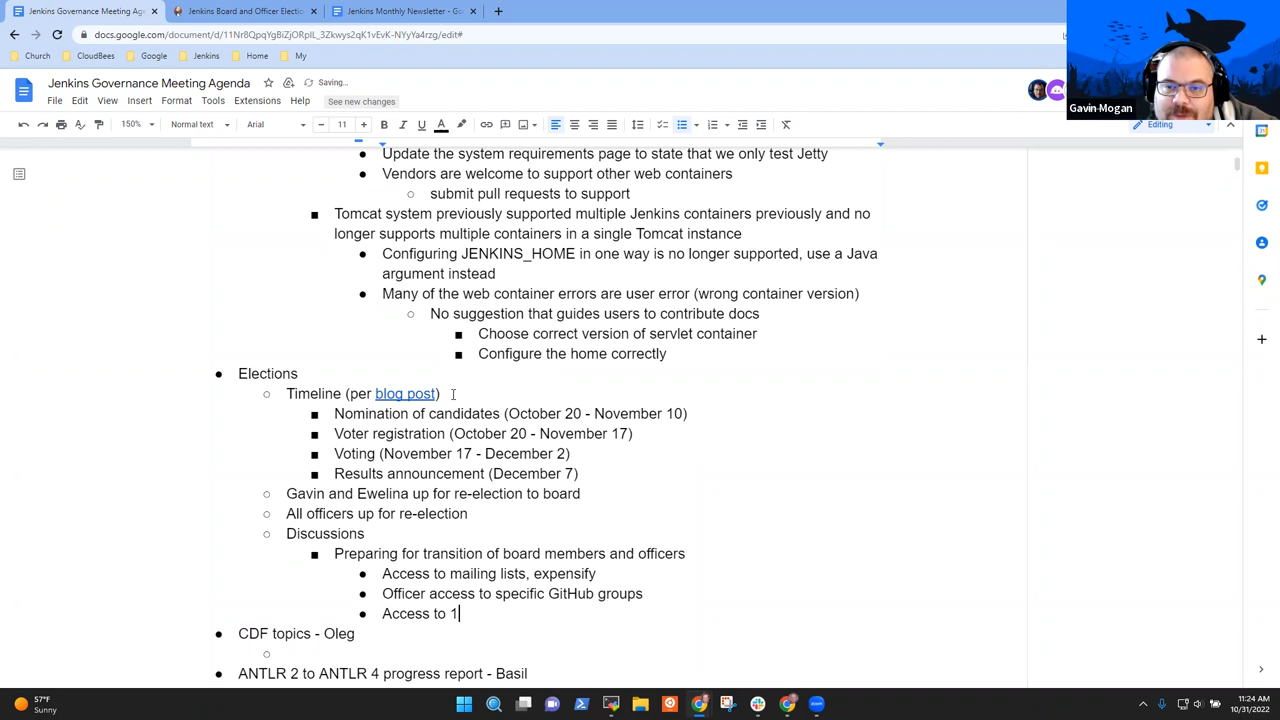 Jenkins Governance Meeting Agen
Jenkins Board and Officer Electio
Jenkins Monthly Newsletter - Go
docs.google.com/document/d/11Nr8QpqYgBiZjORpIL_3Zkwys2qK1vEvK-NYyYa4rzg/edit#
Church
CloudBees
Google
Jenkins
Home
My
Jenkins Governance Meeting Agenda
Saving...
File Edit View Insert Format Tools Extensions Help
See new changes
150%
Normal text
Arial
11
Editing
Gavin Mogan
Update the system requirements page to state that we only test Jetty
Vendors are welcome to support other web containers
submit pull requests to support
Tomcat system previously supported multiple Jenkins containers previously and no
longer supports multiple containers in a single Tomcat instance
Configuring JENKINS_HOME in one way is no longer supported, use a Java
argument instead
Many of the web container errors are user error (wrong container version)
No suggestion that guides users to contribute docs
Choose correct version of servlet container
Configure the home correctly
Elections
Timeline (per blog post)
Nomination of candidates (October 20 - November 10)
Voter registration (October 20 - November 17)
Voting (November 17 - December 2)
Results announcement (December 7)
Gavin and Ewelina up for re-election to board
All officers up for re-election
Discussions
Preparing for transition of board members and officers
Access to mailing lists, expensify
Officer access to specific GitHub groups
Access to 1
CDF topics - Oleg
ANTLR 2 to ANTLR 4 progress report - Basil
57°F
Sunny
11:24 AM
10/31/2022